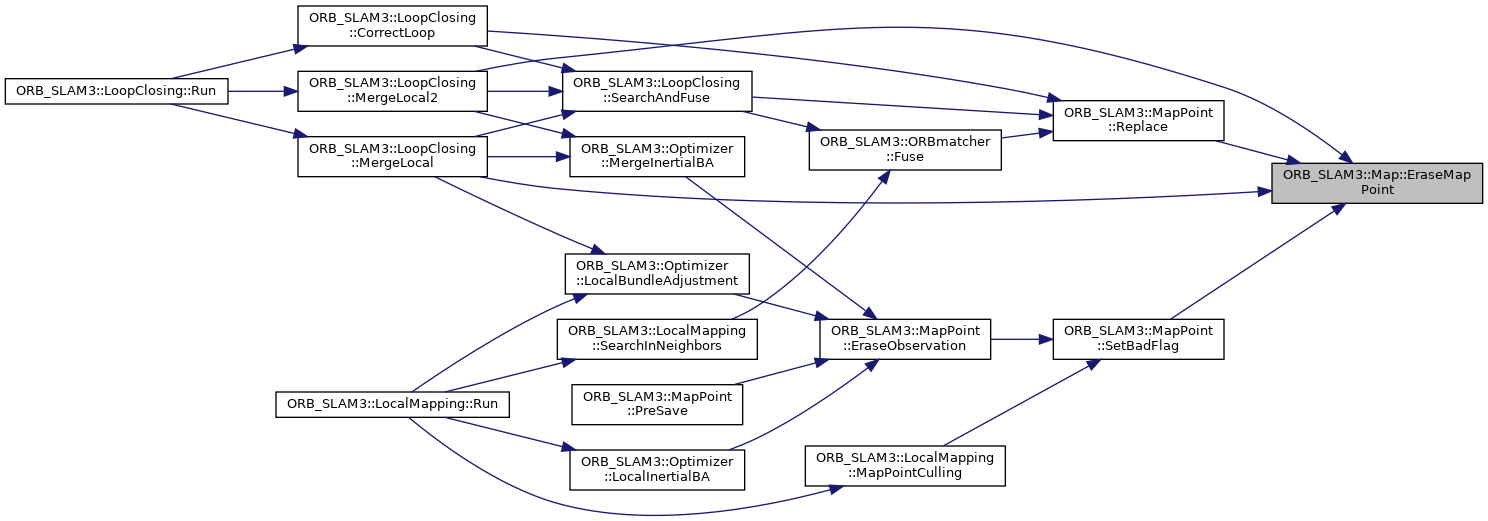 ORB_SLAM3::LoopClosing::Run
ORB_SLAM3::LoopClosing
::CorrectLoop
ORB_SLAM3::LoopClosing
::MergeLocal2
ORB_SLAM3::LoopClosing
::MergeLocal
ORB_SLAM3::LocalMapping::Run
ORB_SLAM3::LoopClosing
::SearchAndFuse
ORB_SLAM3::Optimizer
::MergeInertialBA
ORB_SLAM3::Optimizer
::LocalBundleAdjustment
ORB_SLAM3::LocalMapping
::SearchInNeighbors
ORB_SLAM3::MapPoint
::PreSave
ORB_SLAM3::Optimizer
::LocalInertialBA
ORB_SLAM3::ORBmatcher
::Fuse
ORB_SLAM3::MapPoint
::EraseObservation
ORB_SLAM3::LocalMapping
::MapPointCulling
ORB_SLAM3::MapPoint
::Replace
ORB_SLAM3::MapPoint
::SetBadFlag
ORB_SLAM3::Map::EraseMap
Point